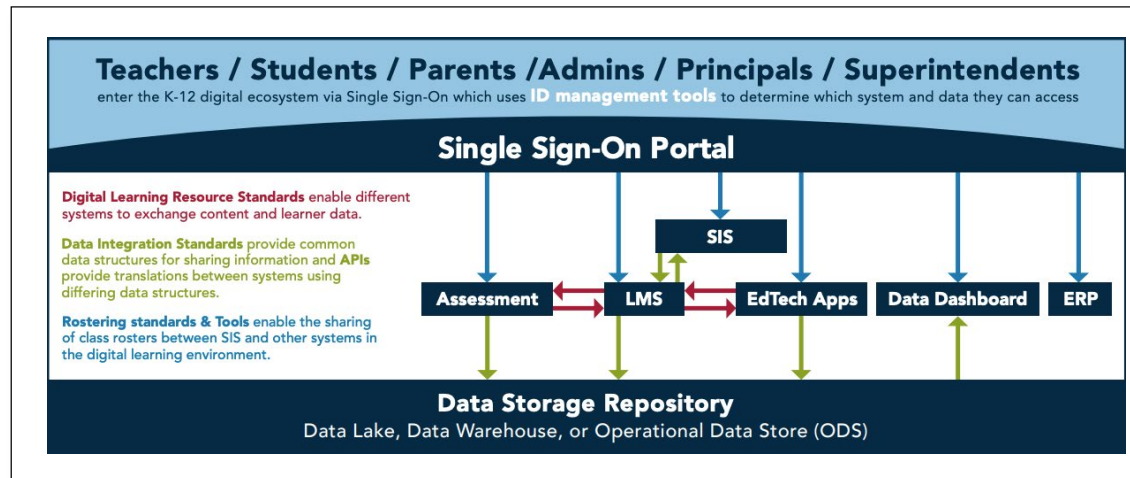 Teachers / Students / Parents /Admins / Principals / Superintendents
enter the K-12 digital ecosystem via Single Sign-On which uses ID management tools to determine which system and data they can access
Single Sign-On Portal
Digital Learning Resource Standards enable different
systems to exchange content and learner data.
Data Integration Standards provide common
data structures for sharing information and APIs
provide translations between systems using
differing data structures.
Rostering standards & Tools enable the sharing
of class rosters between SIS and other systems in
the digital learning environment.
SIS
Assessment
LMS
EdTech Apps
Data Dashboard
ERP
Data Storage Repository
Data Lake, Data Warehouse, or Operational Data Store (ODS)